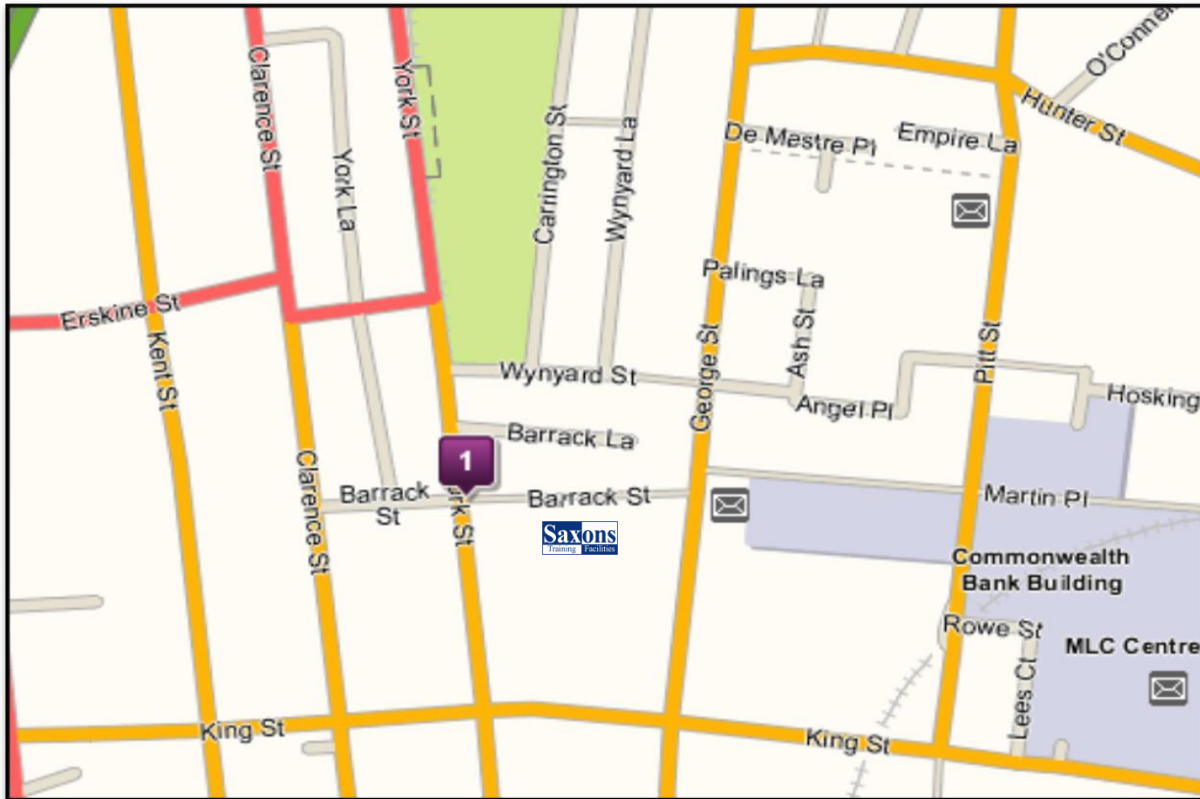 O'Connel
Clarence St
York St
Hunter St
Carrington St
Wynyard La
De Mestre Pl
Empire La
York La
Palings La
Erskine St
Kent St
Ash St
George St
Pitt St
Wynyard St
Angel Pl
Hosking
Barrack La
1
Clarence St
Barrack
St
ork St
Barrack St
Martin Pl
Saxons
Training Facilities
Commonwealth
Bank Building
Rowe St
MLC Centre
Lees Ct
King St
King St